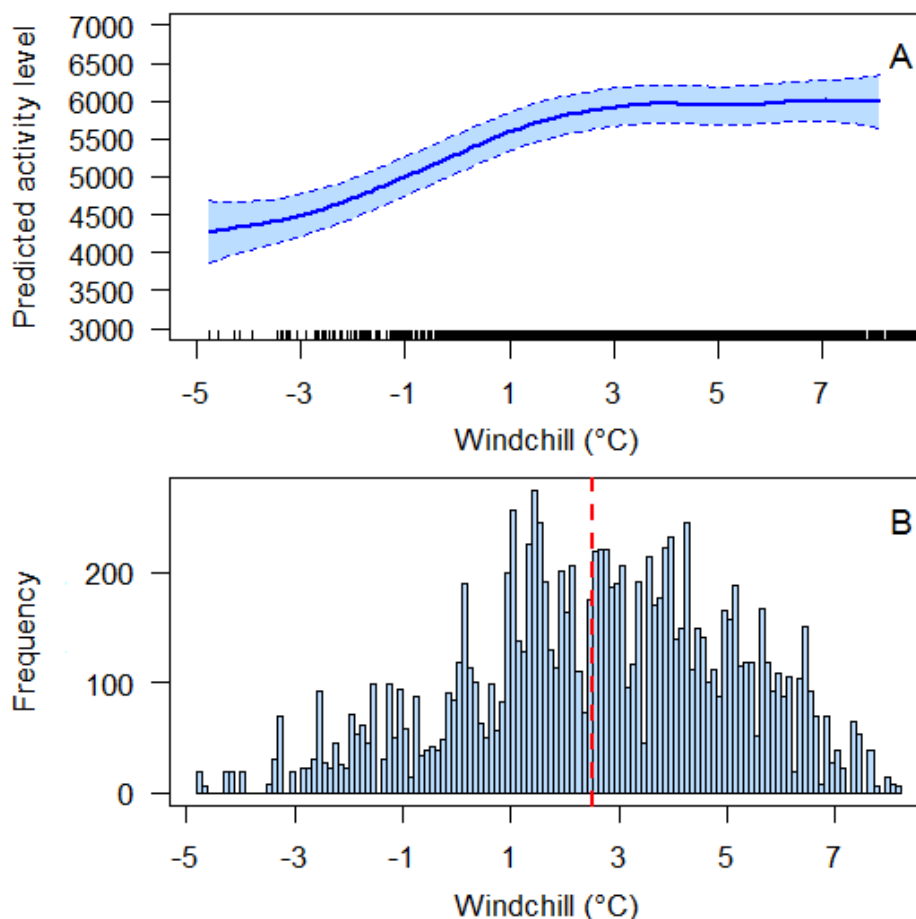 7000
6500
6000
5500
5000
4500
4000
3500
3000
Predicted activity level
A
-5 -3 -1 1 3 5 7
Windchill (°C)
200
100
0
Frequency
B
-5 -3 -1 1 3 5 7
Windchill (°C)